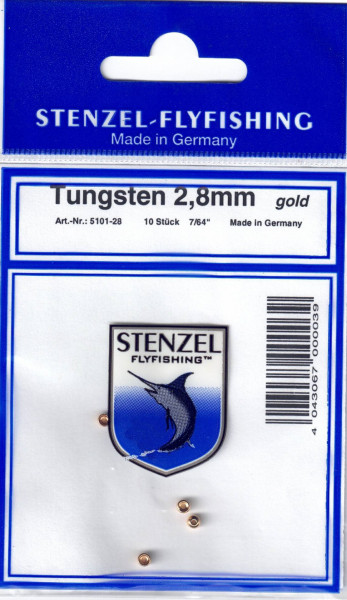 STENZEL-FLYFISHING
Made in Germany
Tungsten 2,8mm gold
Art.-Nr.: 5101-28 10 Stück 7/64" Made in Germany
STENZEL
FLYFISHING™
4 043067 000039